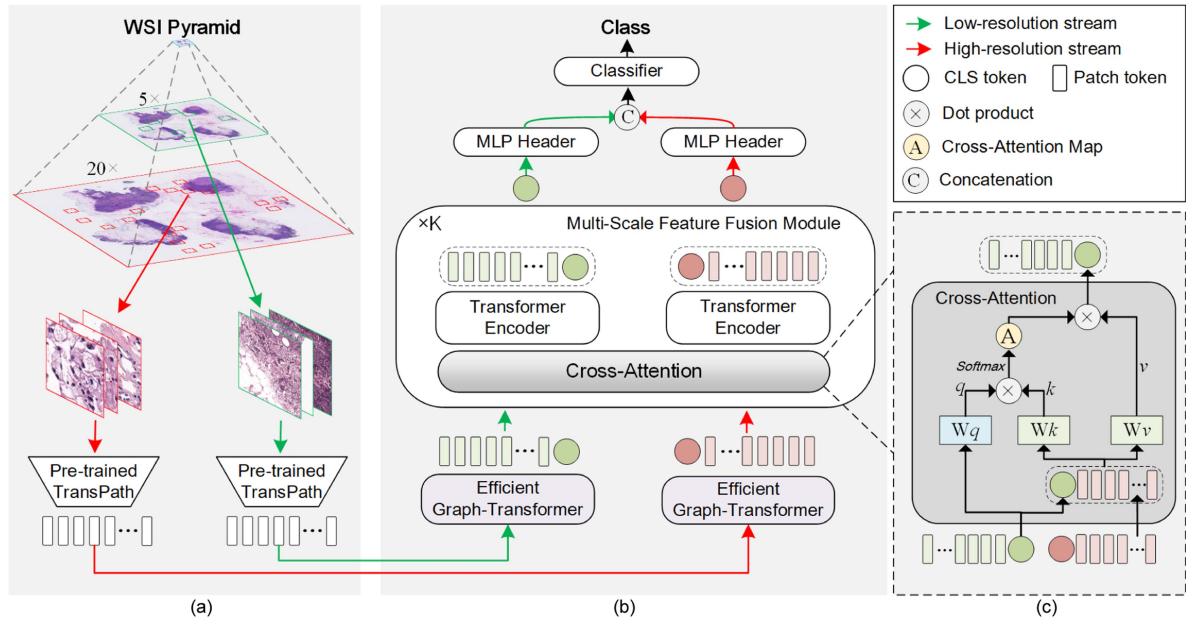 WSI Pyramid
5×
20×
Pre-trained
TransPath
Pre-trained
TransPath
(a)
Class
Classifier
C
MLP Header
MLP Header
×K
Multi-Scale Feature Fusion Module
Transformer
Encoder
Transformer
Encoder
Cross-Attention
Efficient
Graph-Transformer
Efficient
Graph-Transformer
(b)
Low-resolution stream
High-resolution stream
CLS token
Patch token
× Dot product
A Cross-Attention Map
C Concatenation
Cross-Attention
×
A
Softmax
q
×
k
v
Wq
Wk
Wv
(c)